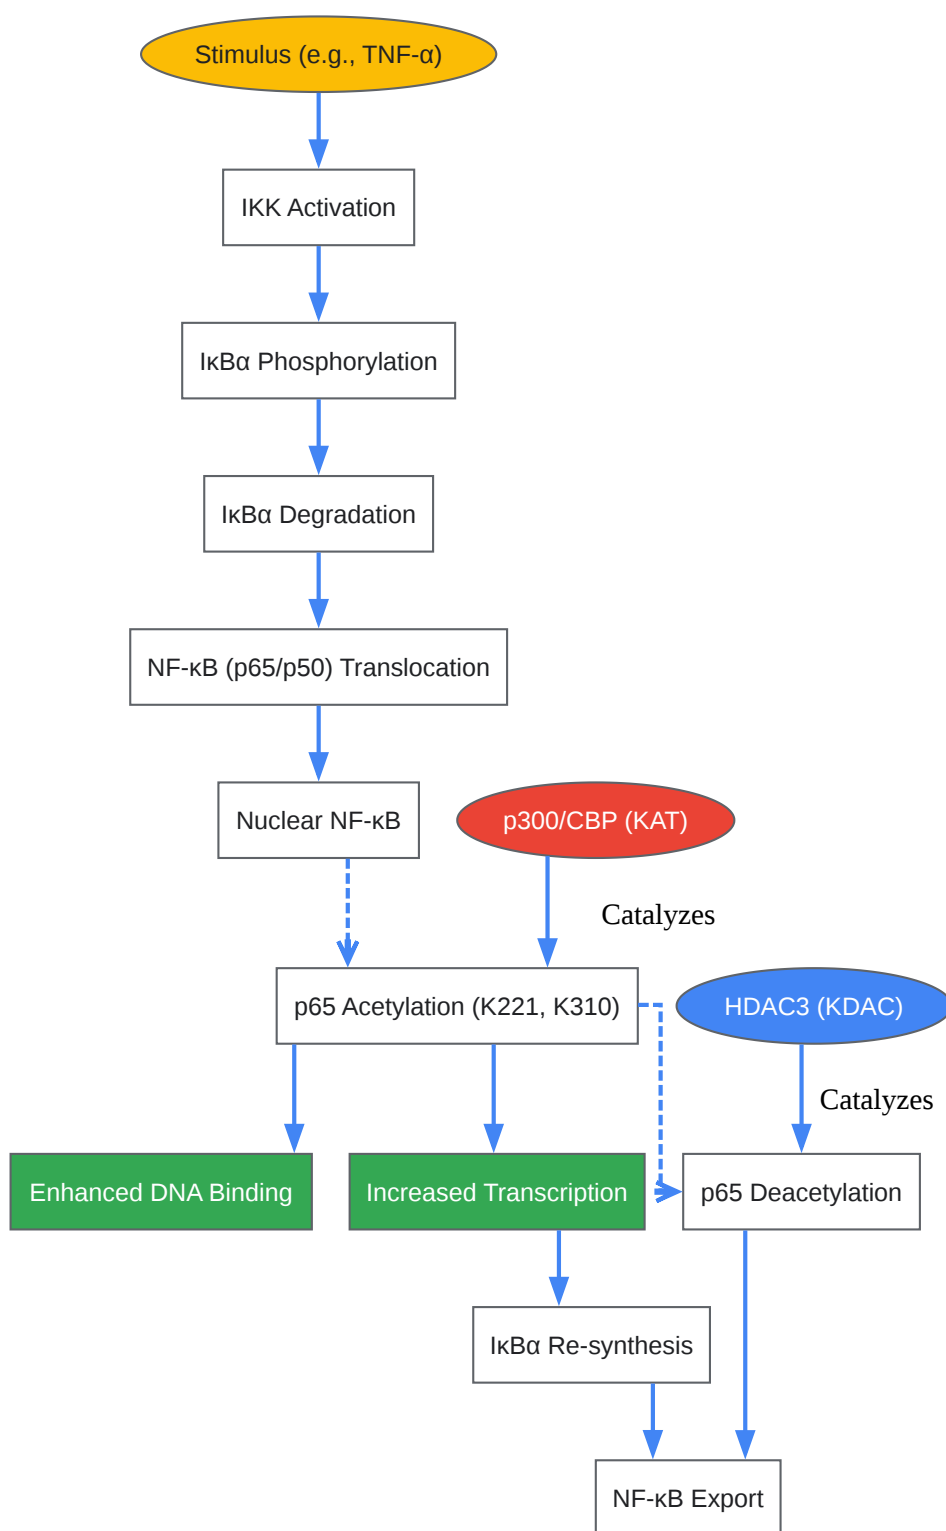 Stimulus (e.g., TNF-α)
IKK Activation
IκBα Phosphorylation
IκBα Degradation
NF-κB (p65/p50) Translocation
Nuclear NF-κB
p300/CBP (KAT)
Catalyzes
p65 Acetylation (K221, K310)
HDAC3 (KDAC)
Catalyzes
Enhanced DNA Binding
Increased Transcription
p65 Deacetylation
IκBα Re-synthesis
NF-κB Export